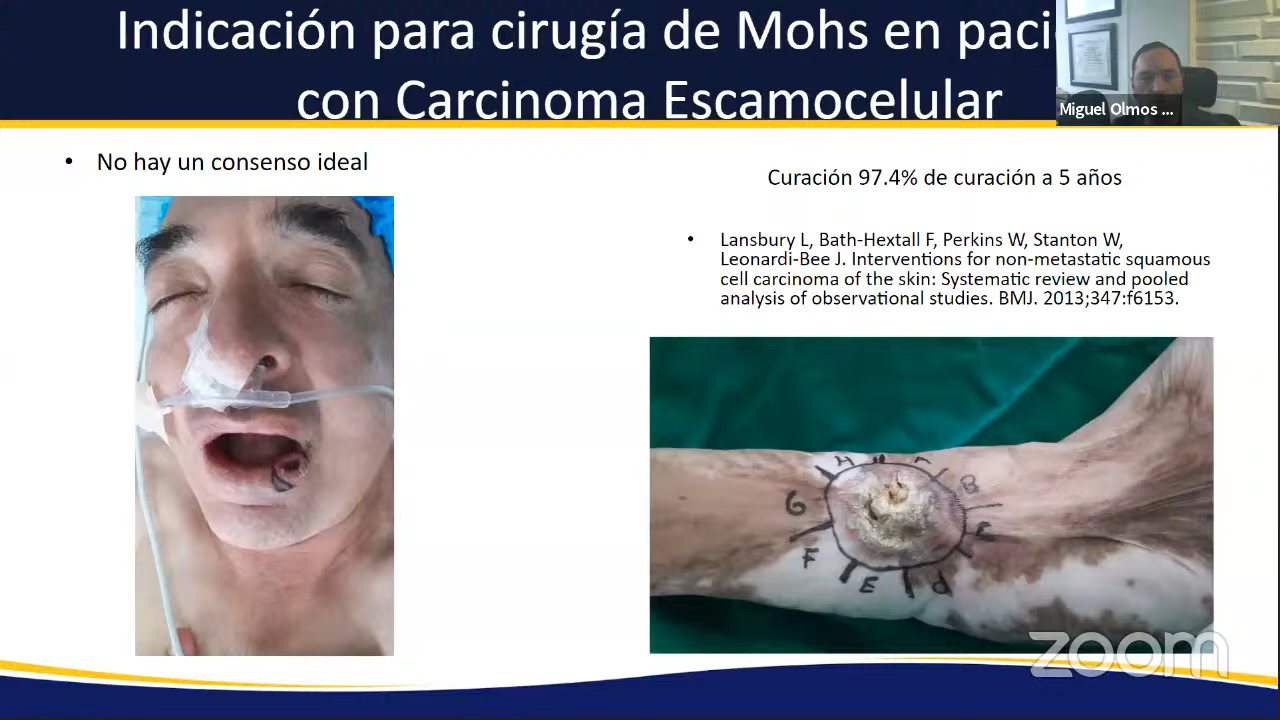 Indicación para cirugía de Mohs en paci
con Carcinoma Escamocelular
Miguel Olmos ...
• No hay un consenso ideal
Curación 97.4% de curación a 5 años
• Lansbury L, Bath-Hextall F, Perkins W, Stanton W,
Leonardi-Bee J. Interventions for non-metastatic squamous
cell carcinoma of the skin: Systematic review and pooled
analysis of observational studies. BMJ. 2013;347:f6153.
H
B
G
F
E
d
zoom